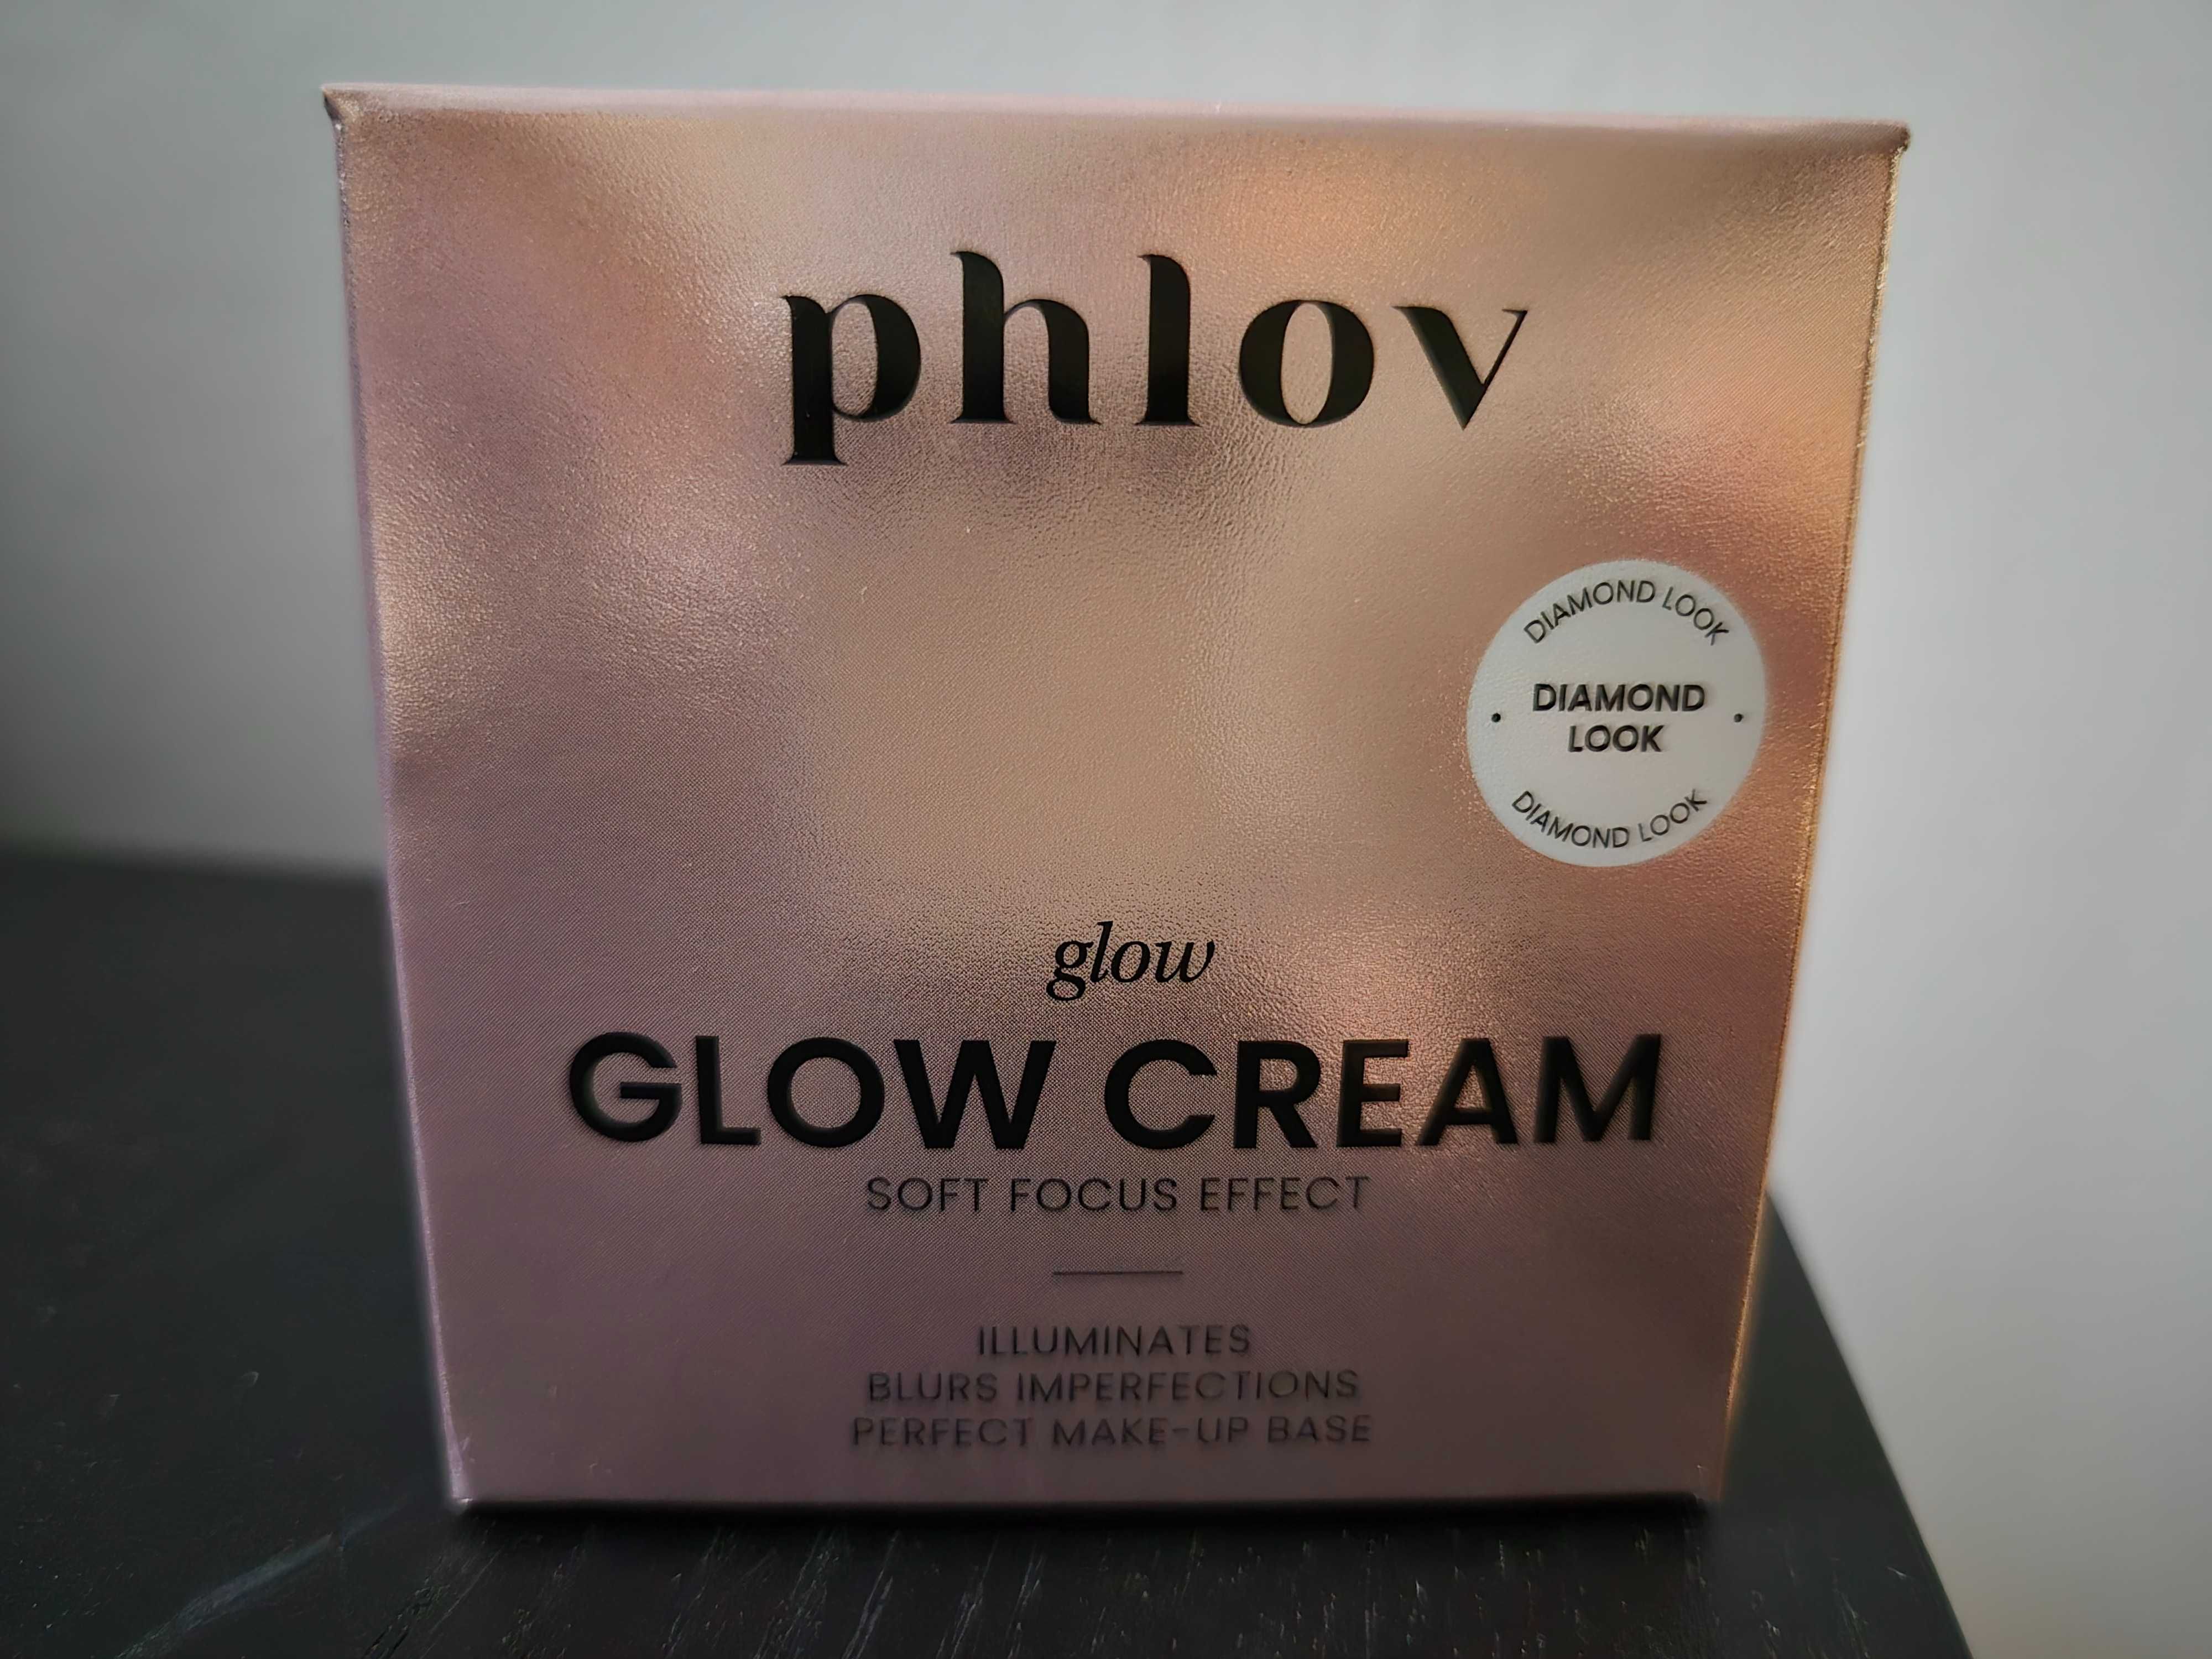 phlov
DIAMOND LOOK
DIAMOND
LOOK
DIAMOND LOOK
glow
GLOW CREAM
SOFT FOCUS EFFECT
ILLUMINATES
BLURS IMPERFECTIONS
PERFECT MAKE-UP BASE